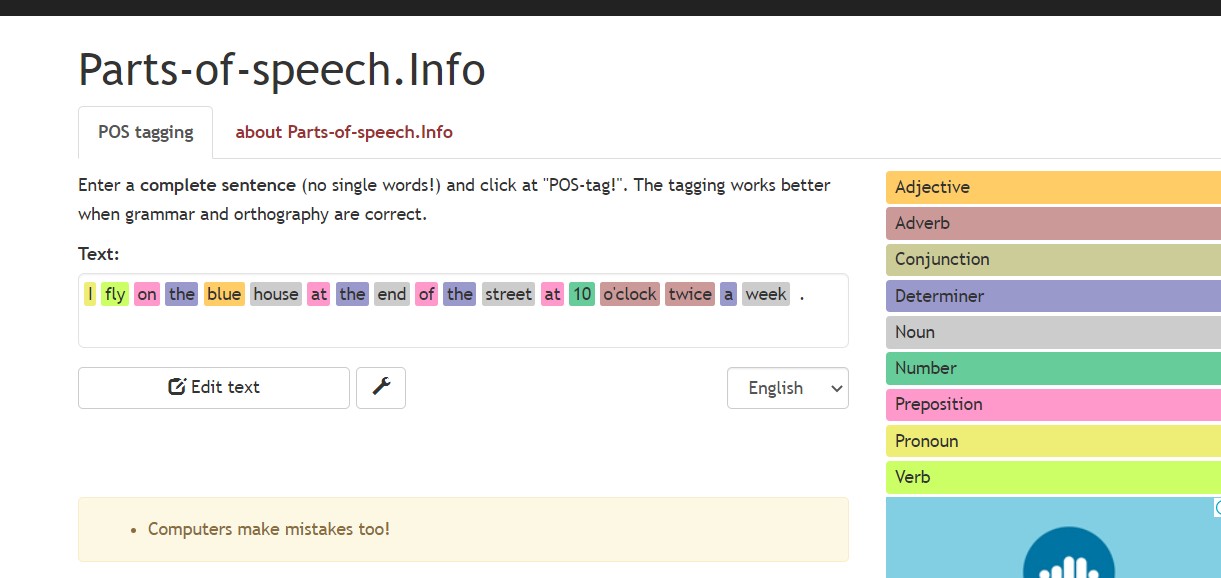 Parts-of-speech.Info
POS tagging
about Parts-of-speech.Info
Enter a complete sentence (no single words!) and click at "POS-tag!". The tagging works better
when grammar and orthography are correct.
Text:
I fly on the blue house at the end of the street at 10 o'clock twice a week .
Edit text
English
Computers make mistakes too!
Adjective
Adverb
Conjunction
Determiner
Noun
Number
Preposition
Pronoun
Verb